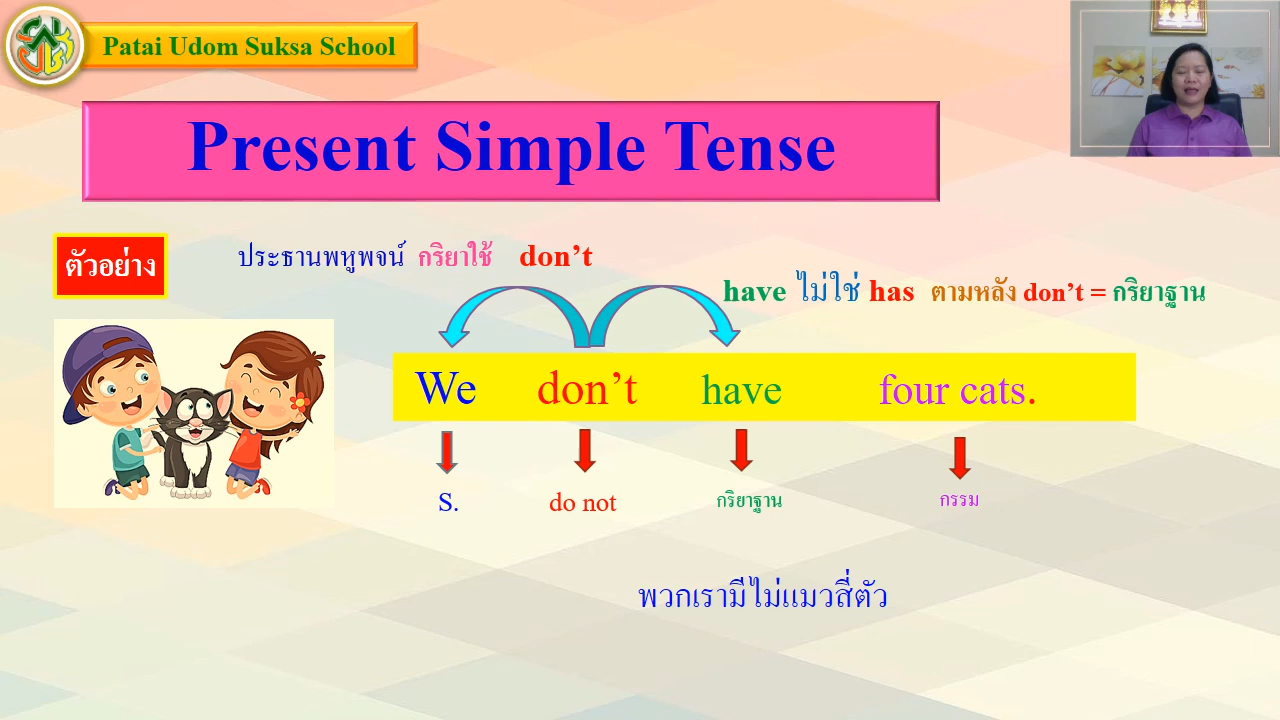 Patai Udom Suksa School
Present Simple Tense
ตัวอย่าง
ประธานพหูพจน์ กริยาใช้ don’t
have ไม่ใช่ has ตามหลัง don’t = กริยาฐาน
We don’t have four cats.
S. do not กริยาฐาน กรรม
พวกเรามีไม่แมวสี่ตัว